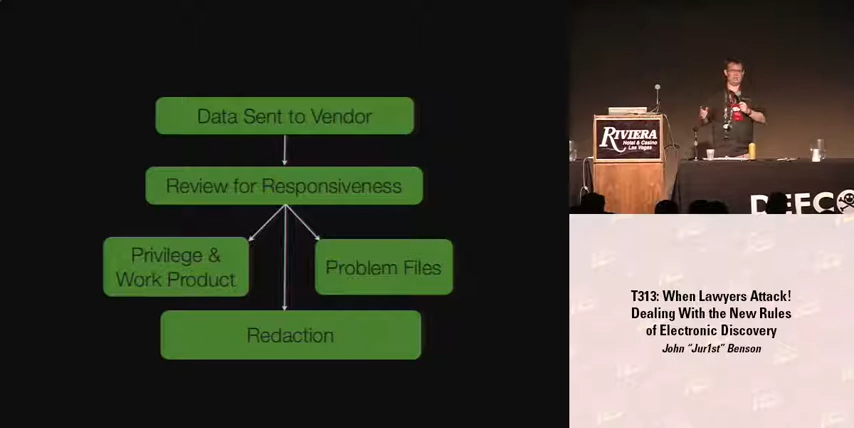 Data Sent to Vendor
Review for Responsiveness
Privilege &
Work Product
Problem Files
Redaction
RIVIERA
Hotel & Casino
Las Vegas
DEFCO
T313: When Lawyers Attack!
Dealing With the New Rules
of Electronic Discovery
John "Jur1st" Benson